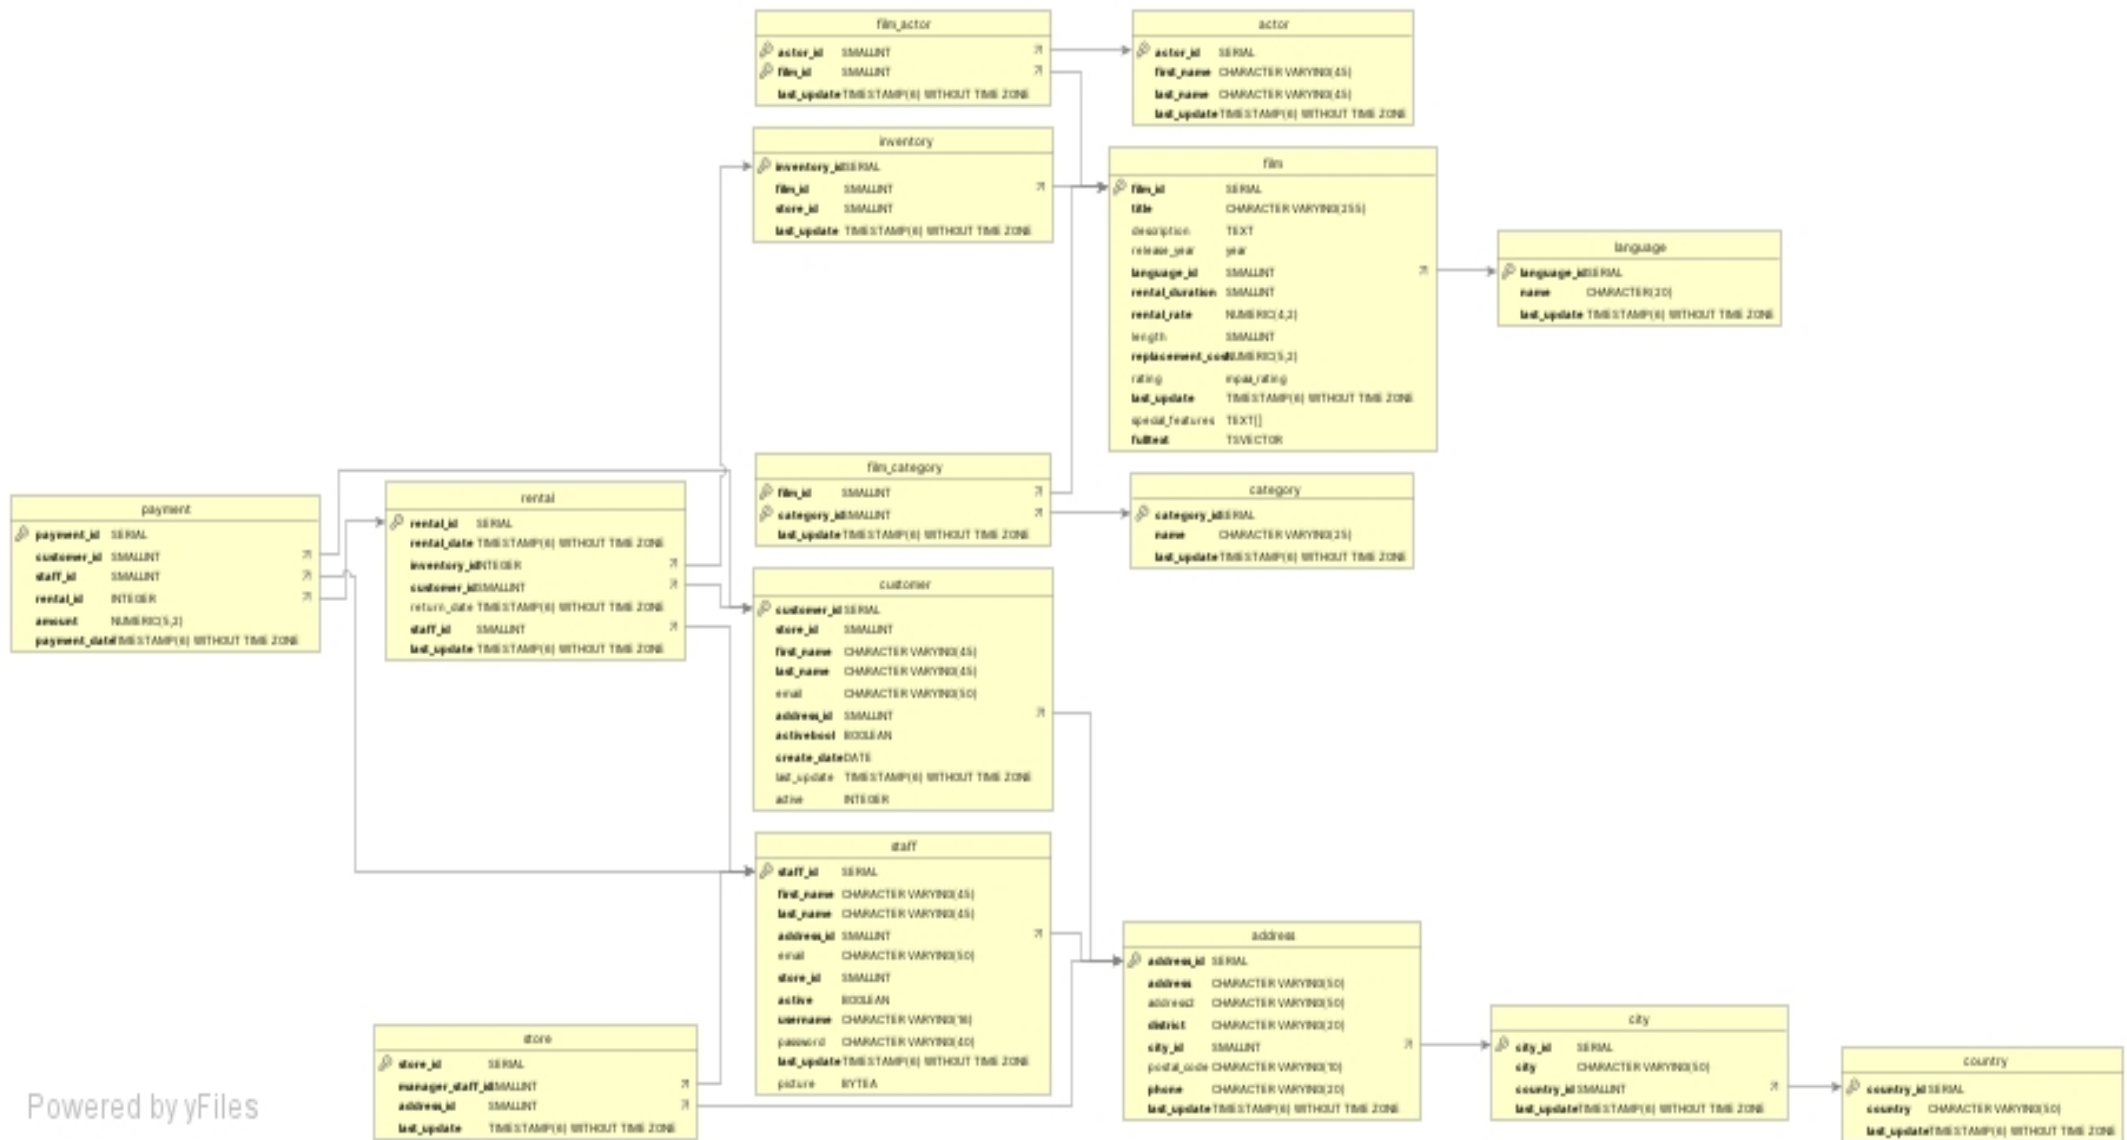 film_actor
actor_id SMALLINT
film_id SMALLINT
last_update TIMESTAMP(6) WITHOUT TIME ZONE
actor
actor_id SERIAL
first_name CHARACTER VARYING(45)
last_name CHARACTER VARYING(45)
last_update TIMESTAMP(6) WITHOUT TIME ZONE
inventory
inventory_id SERIAL
film_id SMALLINT
store_id SMALLINT
last_update TIMESTAMP(6) WITHOUT TIME ZONE
film
film_id SERIAL
title CHARACTER VARYING(255)
description TEXT
release_year year
language_id SMALLINT
rental_duration SMALLINT
rental_rate NUMERIC(4,2)
length SMALLINT
replacement_cost NUMERIC(5,2)
rating mpaa_rating
last_update TIMESTAMP(6) WITHOUT TIME ZONE
special_features TEXT[]
fulltext TSVECTOR
language
language_id SERIAL
name CHARACTER(20)
last_update TIMESTAMP(6) WITHOUT TIME ZONE
film_category
film_id SMALLINT
category_id SMALLINT
last_update TIMESTAMP(6) WITHOUT TIME ZONE
category
category_id SERIAL
name CHARACTER VARYING(25)
last_update TIMESTAMP(6) WITHOUT TIME ZONE
payment
payment_id SERIAL
customer_id SMALLINT
staff_id SMALLINT
rental_id INTEGER
amount NUMERIC(5,2)
payment_date TIMESTAMP(6) WITHOUT TIME ZONE
rental
rental_id SERIAL
rental_date TIMESTAMP(6) WITHOUT TIME ZONE
inventory_id INTEGER
customer_id SMALLINT
return_date TIMESTAMP(6) WITHOUT TIME ZONE
staff_id SMALLINT
last_update TIMESTAMP(6) WITHOUT TIME ZONE
customer
customer_id SERIAL
store_id SMALLINT
first_name CHARACTER VARYING(45)
last_name CHARACTER VARYING(45)
email CHARACTER VARYING(50)
address_id SMALLINT
activebool BOOLEAN
create_date DATE
last_update TIMESTAMP(6) WITHOUT TIME ZONE
active INTEGER
staff
staff_id SERIAL
first_name CHARACTER VARYING(45)
last_name CHARACTER VARYING(45)
address_id SMALLINT
email CHARACTER VARYING(50)
store_id SMALLINT
active BOOLEAN
username CHARACTER VARYING(16)
password CHARACTER VARYING(40)
last_update TIMESTAMP(6) WITHOUT TIME ZONE
picture BYTEA
address
address_id SERIAL
address CHARACTER VARYING(50)
address2 CHARACTER VARYING(50)
district CHARACTER VARYING(20)
city_id SMALLINT
postal_code CHARACTER VARYING(10)
phone CHARACTER VARYING(20)
last_update TIMESTAMP(6) WITHOUT TIME ZONE
store
store_id SERIAL
manager_staff_id SMALLINT
address_id SMALLINT
last_update TIMESTAMP(6) WITHOUT TIME ZONE
city
city_id SERIAL
city CHARACTER VARYING(50)
country_id SMALLINT
last_update TIMESTAMP(6) WITHOUT TIME ZONE
country
country_id SERIAL
country CHARACTER VARYING(50)
last_update TIMESTAMP(6) WITHOUT TIME ZONE
Powered by yFiles